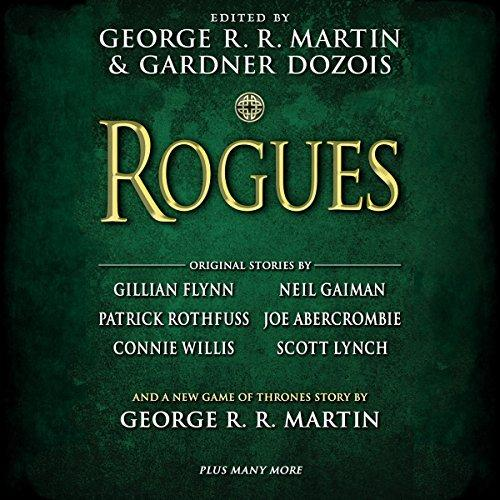 EDITED BY
GEORGE R. R. MARTIN
& GARDNER DOZOIS
ROGUES
ORIGINAL STORIES BY
GILLIAN FLYNN NEIL GAIMAN
PATRICK ROTHFUSS JOE ABERCROMBIE
CONNIE WILLIS SCOTT LYNCH
AND A NEW GAME OF THRONES STORY BY
GEORGE R. R. MARTIN
PLUS MANY MORE